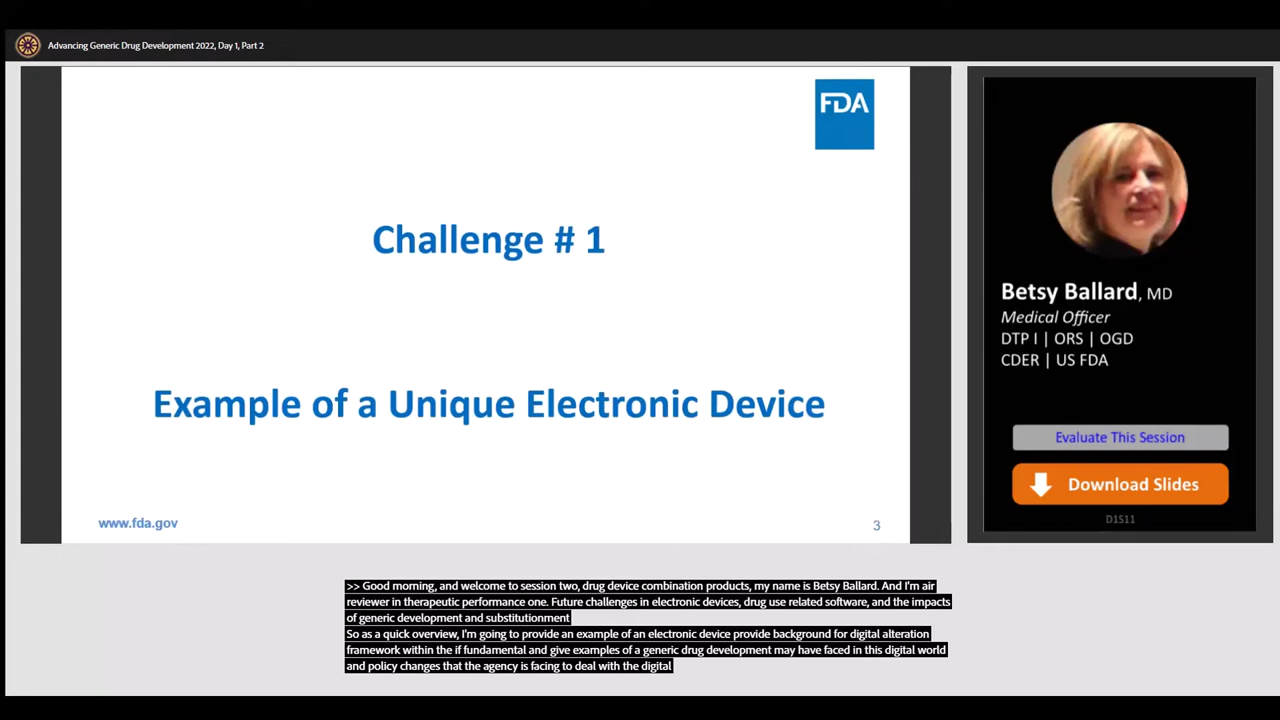 Advancing Generic Drug Development 2022, Day 1, Part 2
FDA
Challenge # 1
Example of a Unique Electronic Device
www.fda.gov
3
Betsy Ballard, MD
Medical Officer
DTP I | ORS | OGD
CDER | US FDA
Evaluate This Session
Download Slides
D1S11
>> Good morning, and welcome to session two, drug device combination products, my name is Betsy Ballard. And I'm air
reviewer in therapeutic performance one. Future challenges in electronic devices, drug use related software, and the impacts
of generic development and substitutionment
So as a quick overview, I'm going to provide an example of an electronic device provide background for digital alteration
framework within the if fundamental and give examples of a generic drug development may have faced in this digital world
and policy changes that the agency is facing to deal with the digital